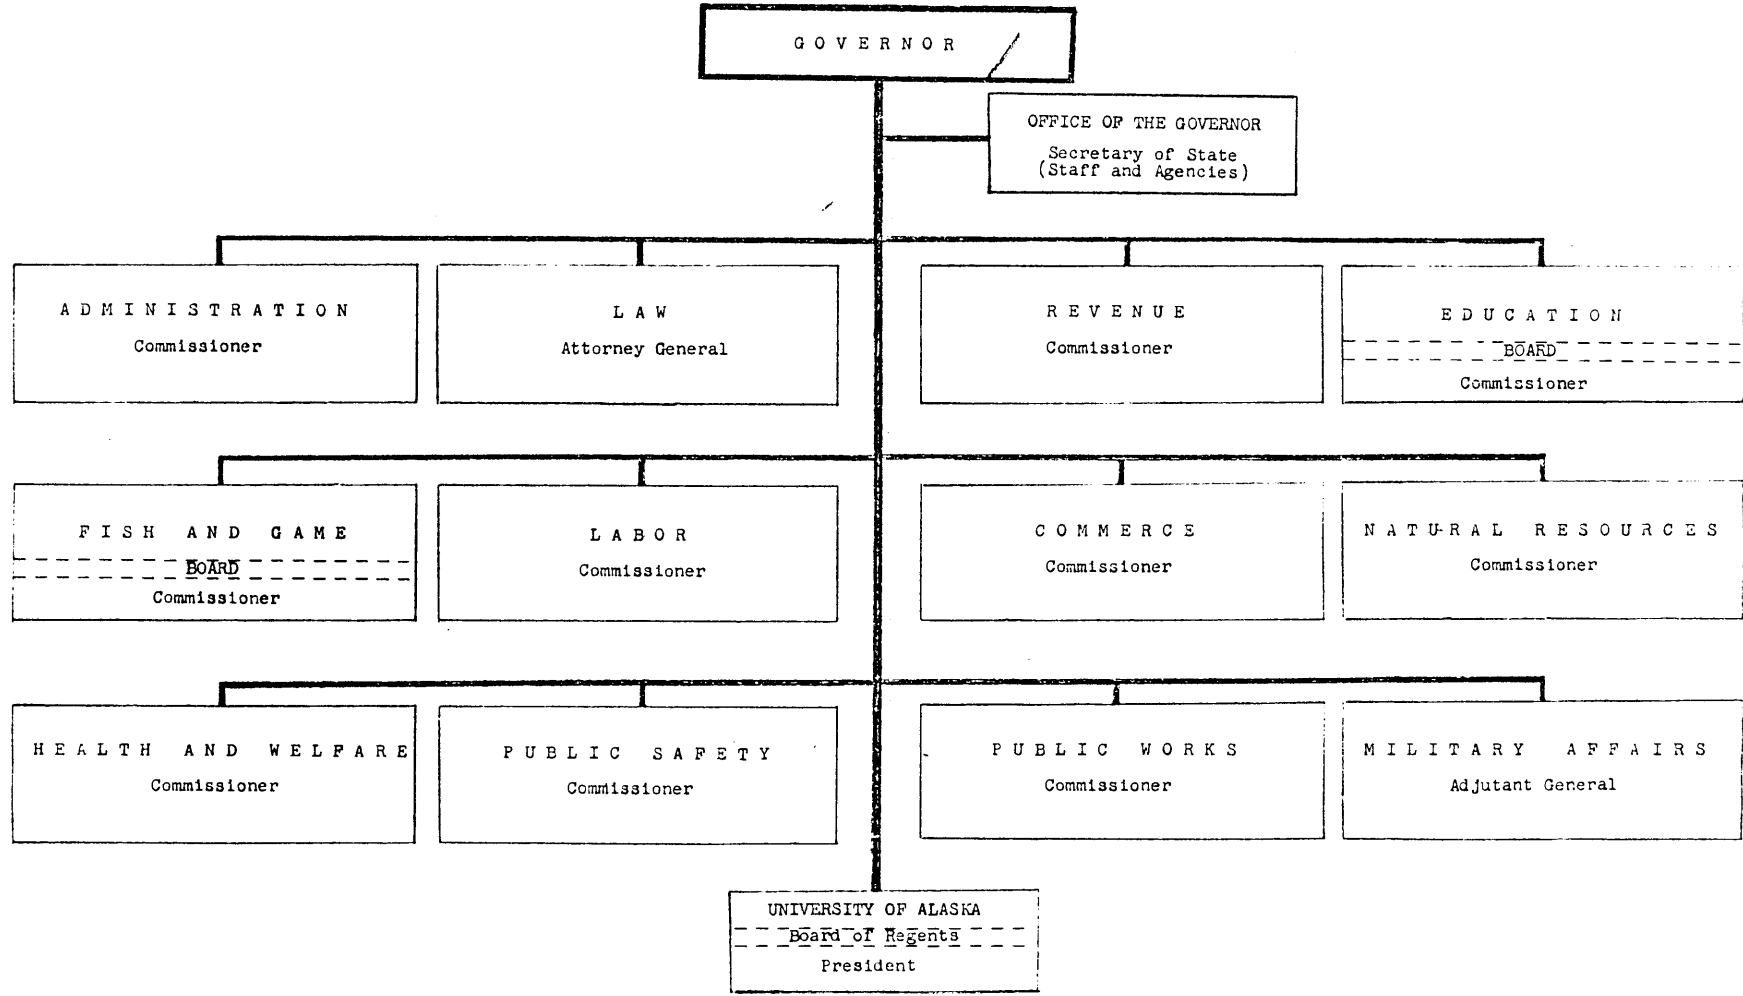 GOVERNOR
OFFICE OF THE GOVERNOR
Secretary of State
(Staff and Agencies)
ADMINISTRATION
Commissioner
LAW
Attorney General
REVENUE
Commissioner
EDUCATION
BOARD
Commissioner
FISH AND GAME
BOARD
Commissioner
LABOR
Commissioner
COMMERCE
Commissioner
NATURAL RESOURCES
Commissioner
HEALTH AND WELFARE
Commissioner
PUBLIC SAFETY
Commissioner
PUBLIC WORKS
Commissioner
MILITARY AFFAIRS
Adjutant General
UNIVERSITY OF ALASKA
Board of Regents
President